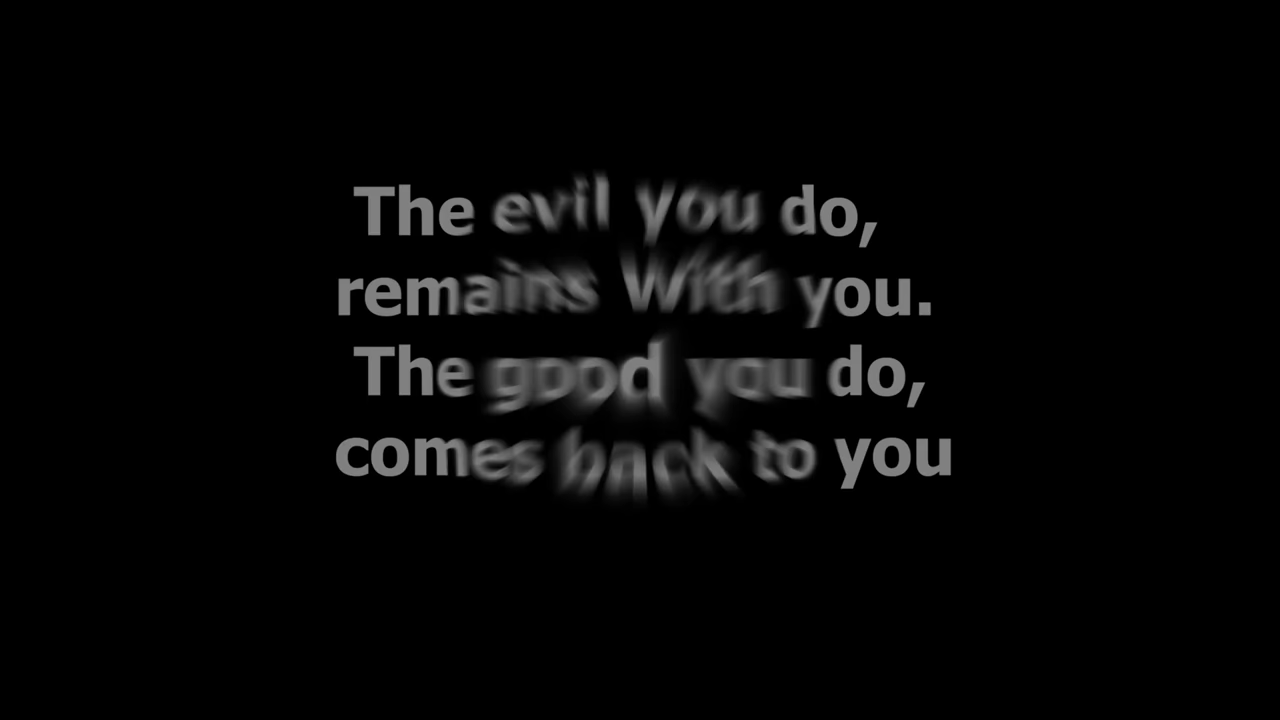 The evil you do,
remains With you.
The good you do,
comes back to you